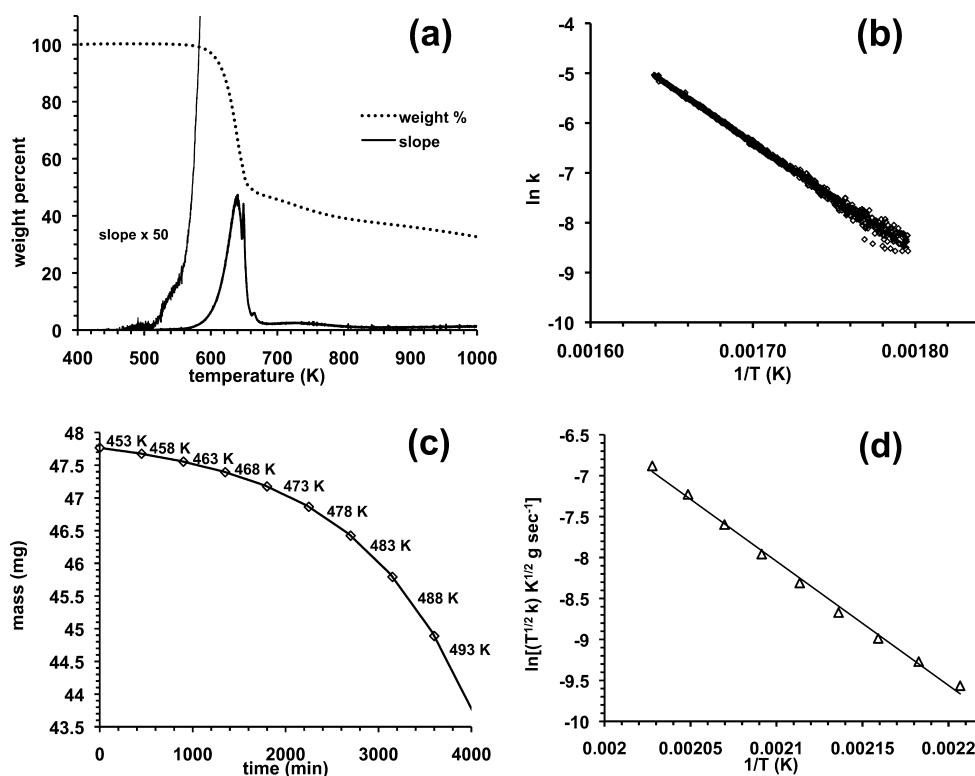 (a)
100
80
60
40
20
0
weight percent
weight %
slope
slope x 50
400 500 600 700 800 900 1000
temperature (K)
(b)
-4
-5
-6
-7
-8
-9
-10
ln k
0.00160 0.00170 0.00180
1/T (K)
(c)
48
47.5
47
46.5
46
45.5
45
44.5
44
43.5
mass (mg)
453 K
458 K
463 K
468 K
473 K
478 K
483 K
488 K
493 K
0 1000 2000 3000 4000
time (min)
(d)
-6.5
-7
-7.5
-8
-8.5
-9
-9.5
-10
ln[(T1/2 k) K1/2 g sec-1]
0.002 0.00205 0.0021 0.00215 0.0022
1/T (K)